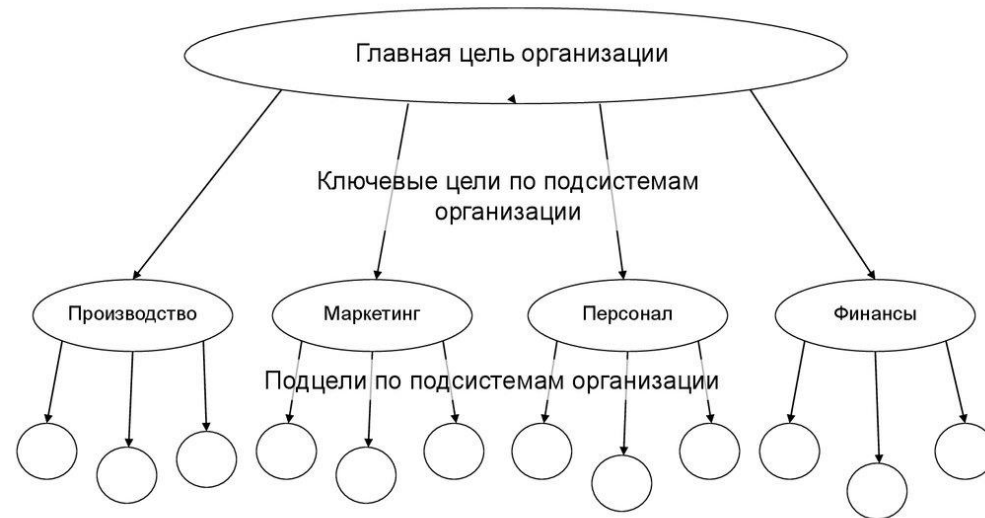 Главная цель организации
Ключевые цели по подсистемам
организации
Производство
Маркетинг
Персонал
Финансы
Подцели по подсистемам организации